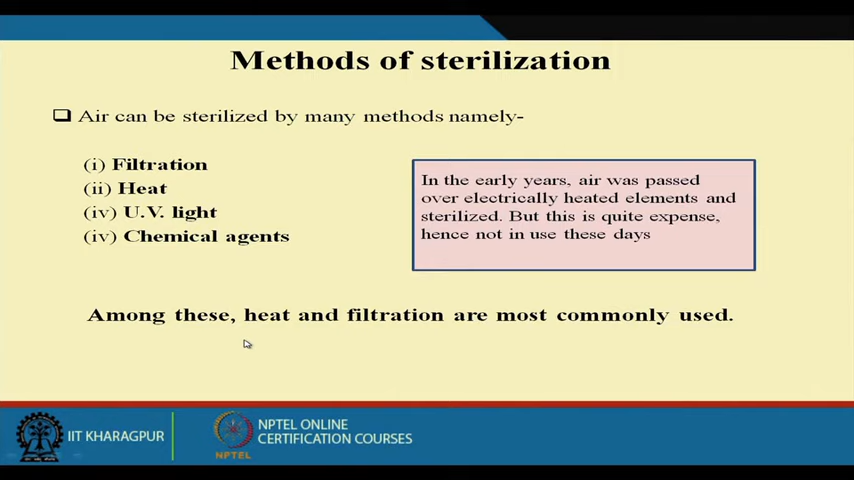 Methods of sterilization
❑ Air can be sterilized by many methods namely-
(i) Filtration
(ii) Heat
(iv) U.V. light
(iv) Chemical agents
In the early years, air was passed
over electrically heated elements and
sterilized. But this is quite expense,
hence not in use these days
Among these, heat and filtration are most commonly used.
IIT KHARAGPUR
NPTEL
NPTEL ONLINE
CERTIFICATION COURSES